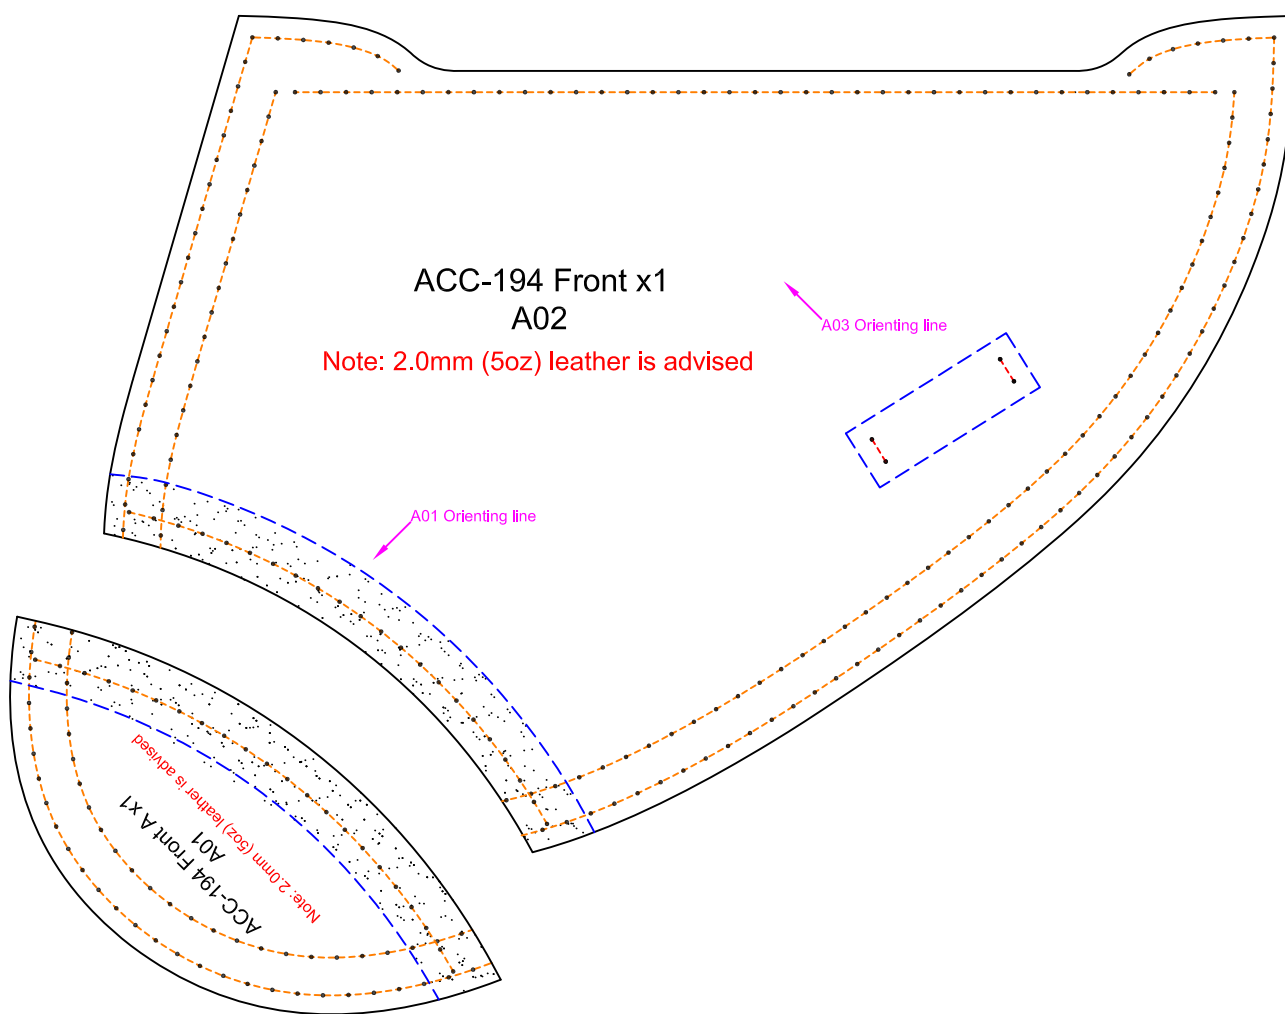 ACC-194 Front x1
A02
Note: 2.0mm (5oz) leather is advised
A03 Orienting line
A01 Orienting line
ACC-194 Front A x1
A01
Note: 2.0mm (5oz) leather is advised